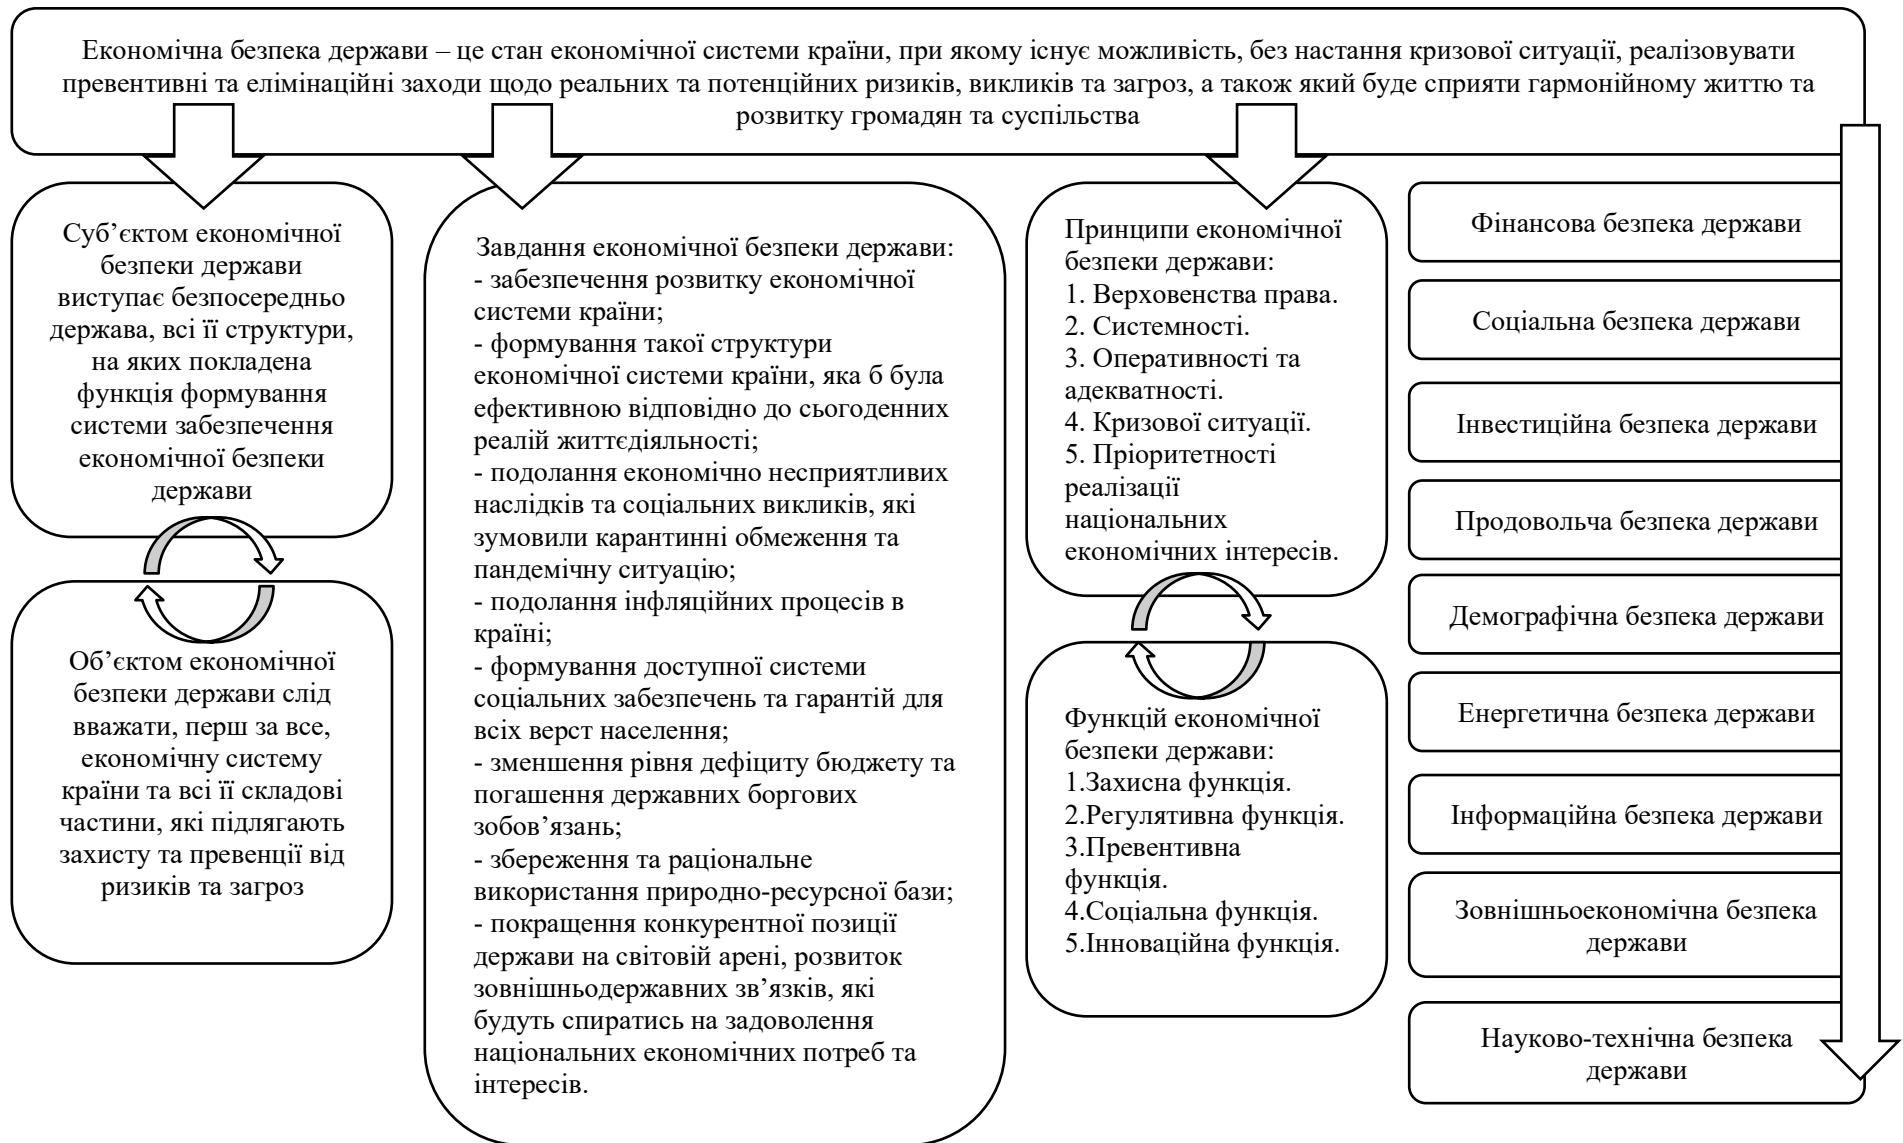 Економічна безпека держави – це стан економічної системи країни, при якому існує можливість, без настання кризової ситуації, реалізовувати
превентивні та елімінаційні заходи щодо реальних та потенційних ризиків, викликів та загроз, а також який буде сприяти гармонійному життю та
розвитку громадян та суспільства
Суб’єктом економічної
безпеки держави
виступає безпосередньо
держава, всі її структури,
на яких покладена
функція формування
системи забезпечення
економічної безпеки
держави
Об’єктом економічної
безпеки держави слід
вважати, перш за все,
економічну систему
країни та всі її складові
частини, які підлягають
захисту та превенції від
ризиків та загроз
Завдання економічної безпеки держави:
- забезпечення розвитку економічної
системи країни;
- формування такої структури
економічної системи країни, яка б була
ефективною відповідно до сьогоденних
реалій життєдіяльності;
- подолання економічно несприятливих
наслідків та соціальних викликів, які
зумовили карантинні обмеження та
пандемічну ситуацію;
- подолання інфляційних процесів в
країні;
- формування доступної системи
соціальних забезпечень та гарантій для
всіх верст населення;
- зменшення рівня дефіциту бюджету та
погашення державних боргових
зобов’язань;
- збереження та раціональне
використання природно-ресурсної бази;
- покращення конкурентної позиції
держави на світовій арені, розвиток
зовнішньодержавних зв’язків, які
будуть спиратись на задоволення
національних економічних потреб та
інтересів.
Принципи економічної
безпеки держави:
1. Верховенства права.
2. Системності.
3. Оперативності та
адекватності.
4. Кризової ситуації.
5. Пріоритетності
реалізації
національних
економічних інтересів.
Функцій економічної
безпеки держави:
1.Захисна функція.
2.Регулятивна функція.
3.Превентивна
функція.
4.Соціальна функція.
5.Інноваційна функція.
Фінансова безпека держави
Соціальна безпека держави
Інвестиційна безпека держави
Продовольча безпека держави
Демографічна безпека держави
Енергетична безпека держави
Інформаційна безпека держави
Зовнішньоекономічна безпека
держави
Науково-технічна безпека
держави